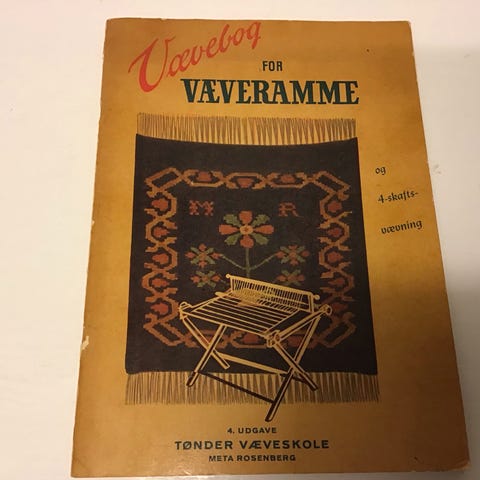 Vævebog
FOR
VÆVERAMME
og
4-skafts-
vævning
M R
4. UDGAVE
TØNDER VÆVESKOLE
META ROSENBERG